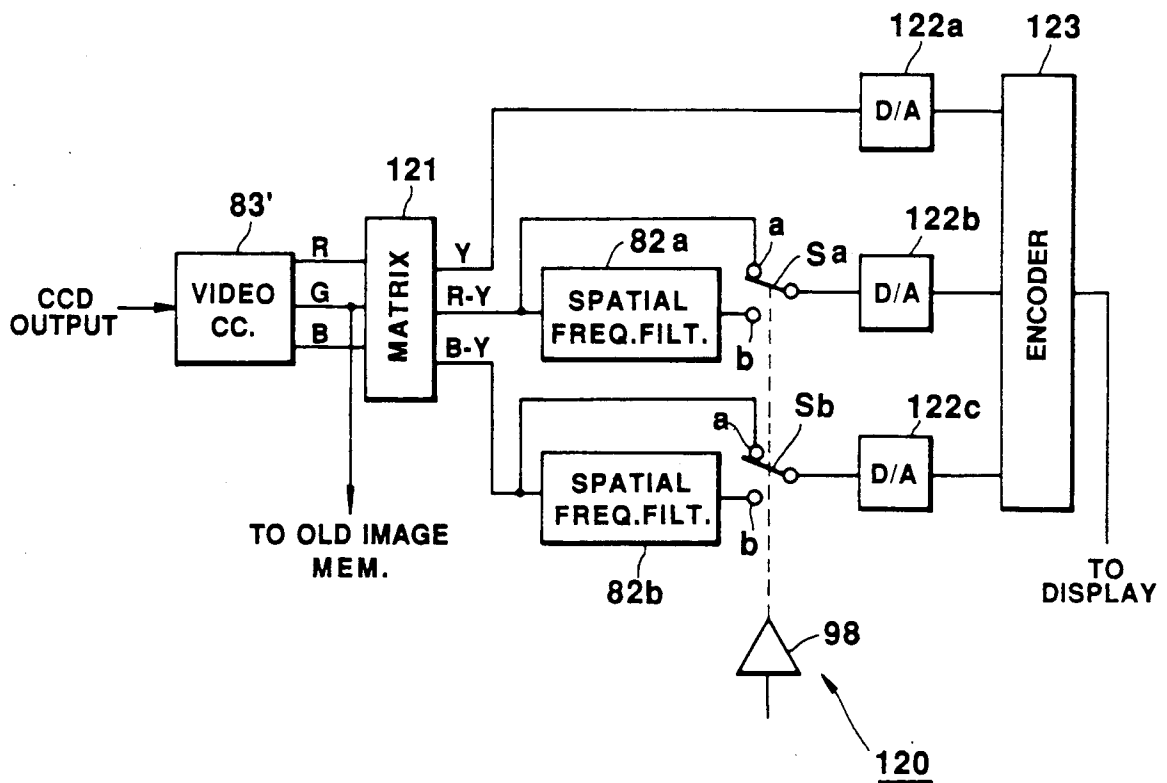 122a
123
D/A
121
83'
R
G
B
CCD
OUTPUT
VIDEO
CC.
MATRIX
Y
R-Y
B-Y
82a
SPATIAL
FREQ.FILT.
a
Sa
b
122b
D/A
ENCODER
a
Sb
b
122c
D/A
SPATIAL
FREQ.FILT.
82b
TO OLD IMAGE
MEM.
TO
DISPLAY
98
120